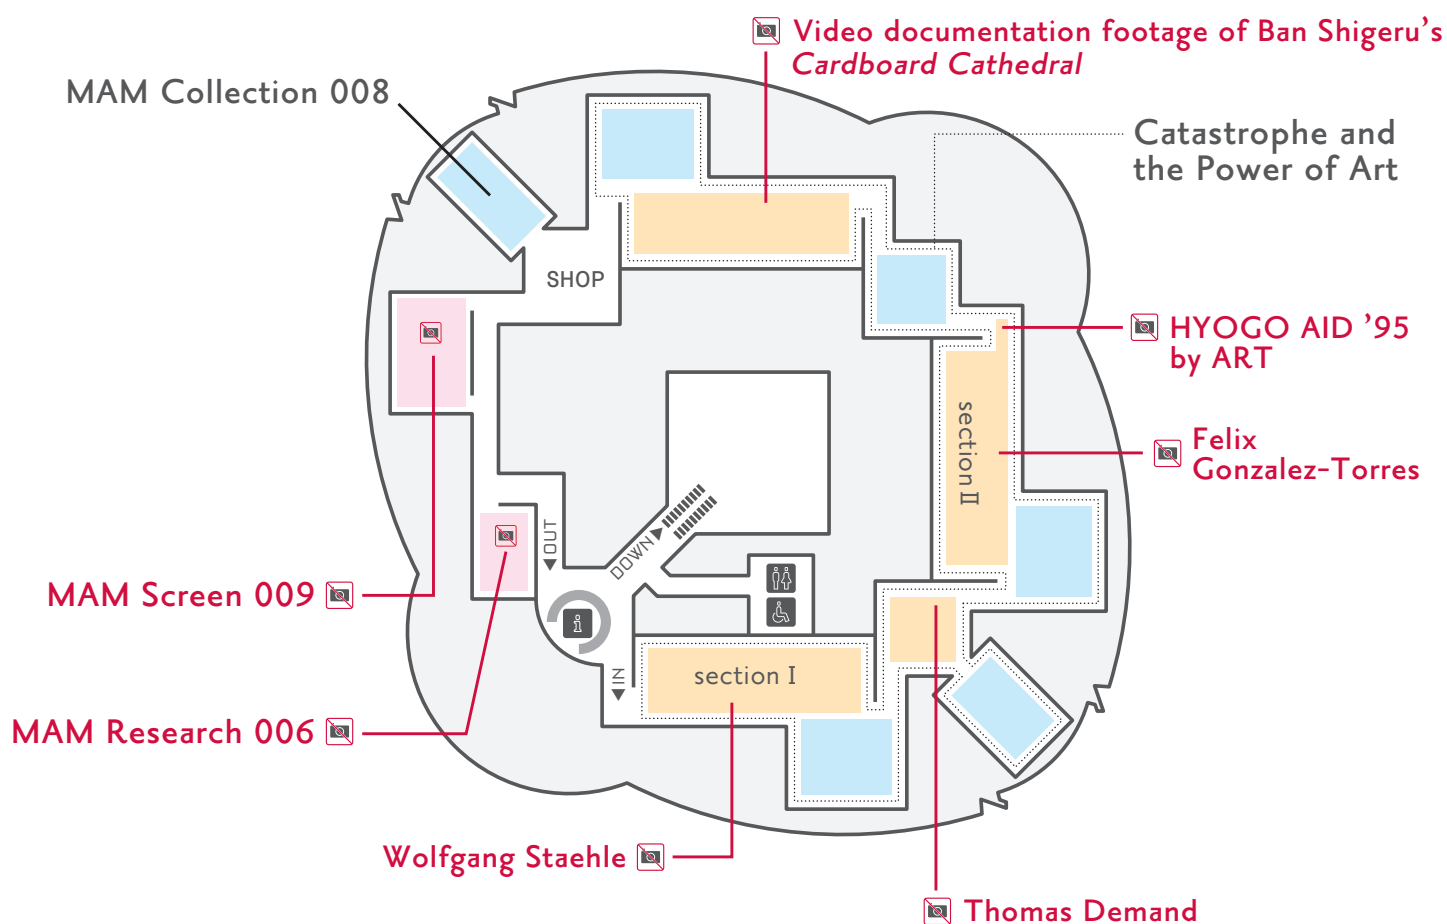 Video documentation footage of Ban Shigeru’s
Cardboard Cathedral
MAM Collection 008
Catastrophe and
the Power of Art
SHOP
HYOGO AID ’95
by ART
section II
Felix
Gonzalez-Torres
OUT
DOWN
MAM Screen 009
i
IN
section I
MAM Research 006
Wolfgang Staehle
Thomas Demand